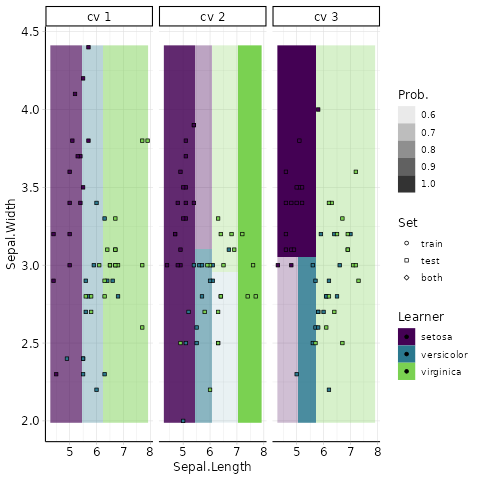 cv 1 cv 2 cv 3
4.5
4.0
3.5
3.0
2.5
2.0
Sepal.Width
5 6 7 8 5 6 7 8 5 6 7 8
Sepal.Length
Prob.
0.6
0.7
0.8
0.9
1.0
Set
train
test
both
Learner
setosa
versicolor
virginica